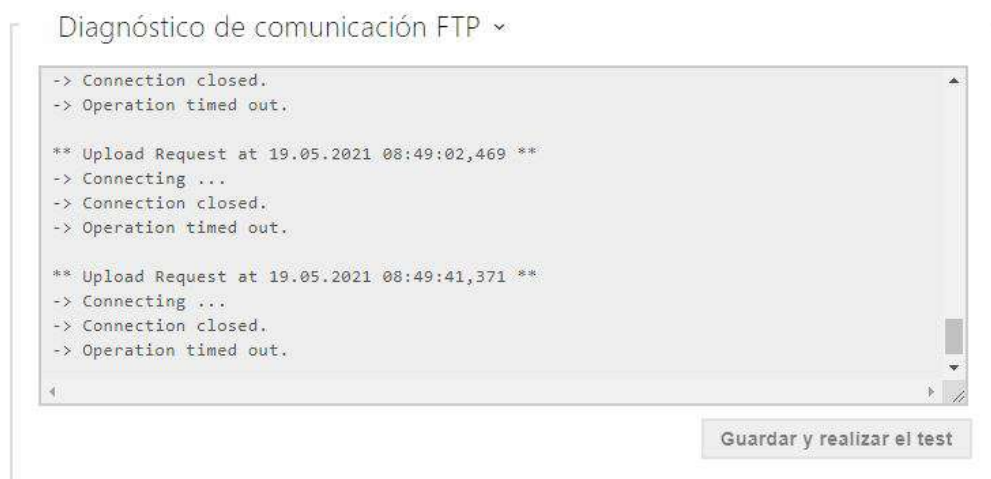 Diagnóstico de comunicación FTP
-> Connection closed.
-> Operation timed out.
** Upload Request at 19.05.2021 08:49:02,469 **
-> Connecting ...
-> Connection closed.
-> Operation timed out.
** Upload Request at 19.05.2021 08:49:41,371 **
-> Connecting ...
-> Connection closed.
-> Operation timed out.
Guardar y realizar el test